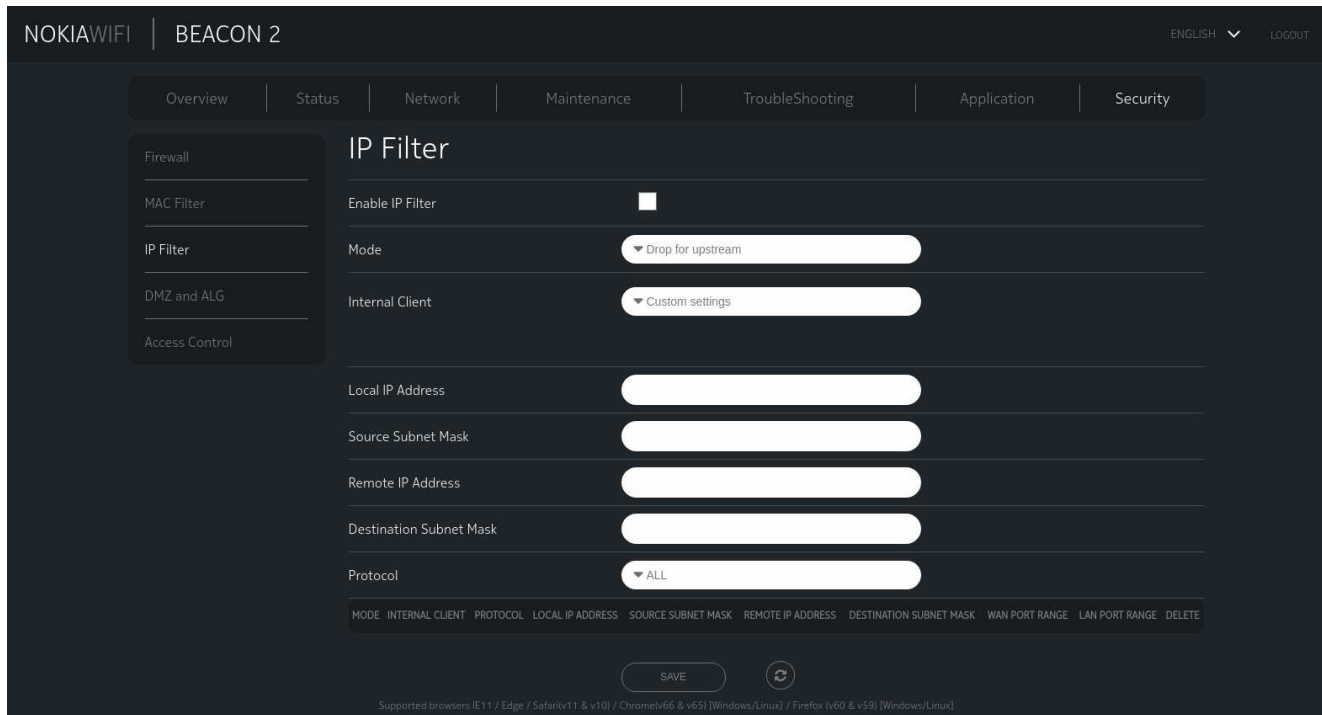 NOKIAWIFI | BEACON 2 ENGLISH LOGOUT
Overview Status Network Maintenance TroubleShooting Application Security
Firewall
MAC Filter
IP Filter
DMZ and ALG
Access Control
IP Filter
Enable IP Filter
Mode Drop for upstream
Internal Client Custom settings
Local IP Address
Source Subnet Mask
Remote IP Address
Destination Subnet Mask
Protocol ALL
MODE INTERNAL CLIENT PROTOCOL LOCAL IP ADDRESS SOURCE SUBNET MASK REMOTE IP ADDRESS DESTINATION SUBNET MASK WAN PORT RANGE LAN PORT RANGE DELETE
SAVE
Supported browsers IE11 / Edge / Safari(v11 & v10) / Chrome(v66 & v65) [Windows/Linux] / Firefox (v60 & v59) [Windows/Linux]